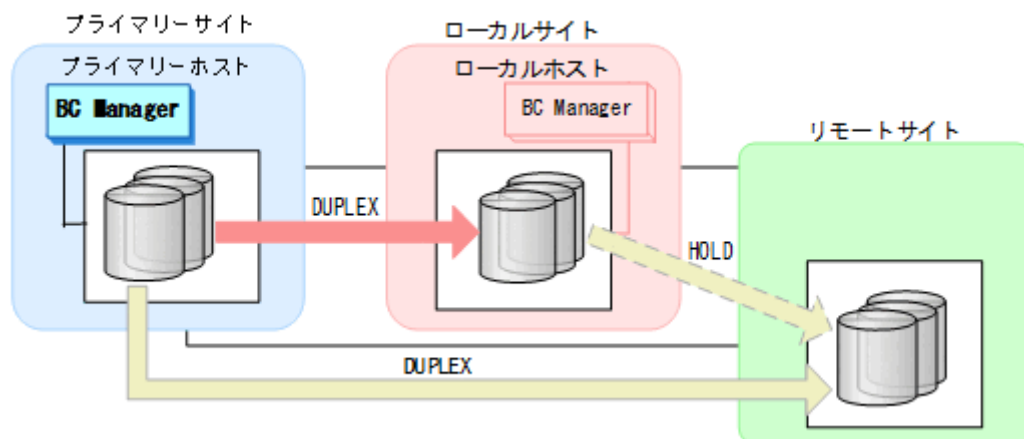 プライマリーサイト
プライマリーホスト
BC Manager
ローカルサイト
ローカルホスト
BC Manager
リモートサイト
DUPLEX
HOLD
DUPLEX